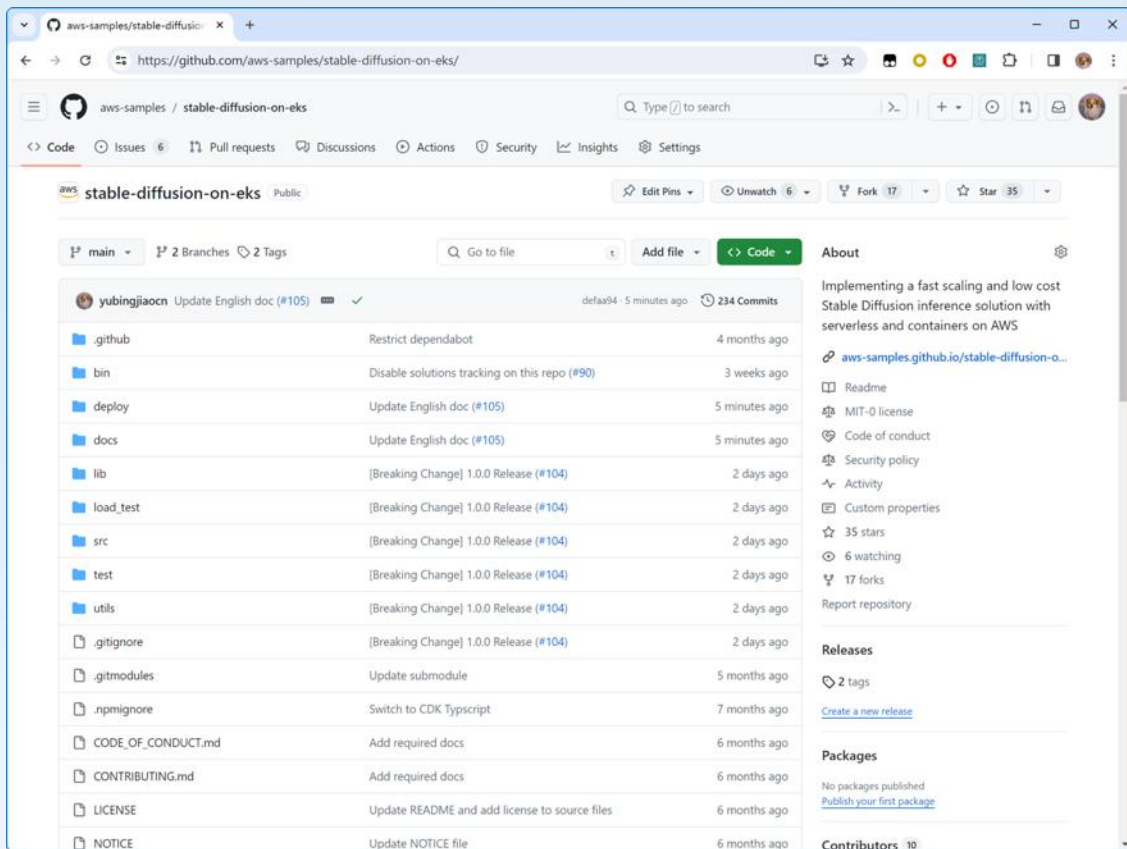 aws-samples/stable-diffusion
https://github.com/aws-samples/stable-diffusion-on-eks/
aws-samples / stable-diffusion-on-eks
Type / to search
Code Issues 6 Pull requests Discussions Actions Security Insights Settings
aws stable-diffusion-on-eks Public Edit Pins Unwatch 6 Fork 17 Star 35
main 2 Branches 2 Tags Go to file t Add file Code
yubingjiaocn Update English doc (#105) defaa94 · 5 minutes ago 234 Commits
.github Restrict dependabot 4 months ago
bin Disable solutions tracking on this repo (#90) 3 weeks ago
deploy Update English doc (#105) 5 minutes ago
docs Update English doc (#105) 5 minutes ago
lib [Breaking Change] 1.0.0 Release (#104) 2 days ago
load_test [Breaking Change] 1.0.0 Release (#104) 2 days ago
src [Breaking Change] 1.0.0 Release (#104) 2 days ago
test [Breaking Change] 1.0.0 Release (#104) 2 days ago
utils [Breaking Change] 1.0.0 Release (#104) 2 days ago
.gitignore [Breaking Change] 1.0.0 Release (#104) 2 days ago
.gitmodules Update submodule 5 months ago
.npmignore Switch to CDK Typscript 7 months ago
CODE_OF_CONDUCT.md Add required docs 6 months ago
CONTRIBUTING.md Add required docs 6 months ago
LICENSE Update README and add license to source files 6 months ago
NOTICE Update NOTICE file 6 months ago
About
Implementing a fast scaling and low cost
Stable Diffusion inference solution with
serverless and containers on AWS
aws-samples.github.io/stable-diffusion-o...
Readme
MIT-0 license
Code of conduct
Security policy
Activity
Custom properties
35 stars
6 watching
17 forks
Report repository
Releases
2 tags
Create a new release
Packages
No packages published
Publish your first package
Contributors 10